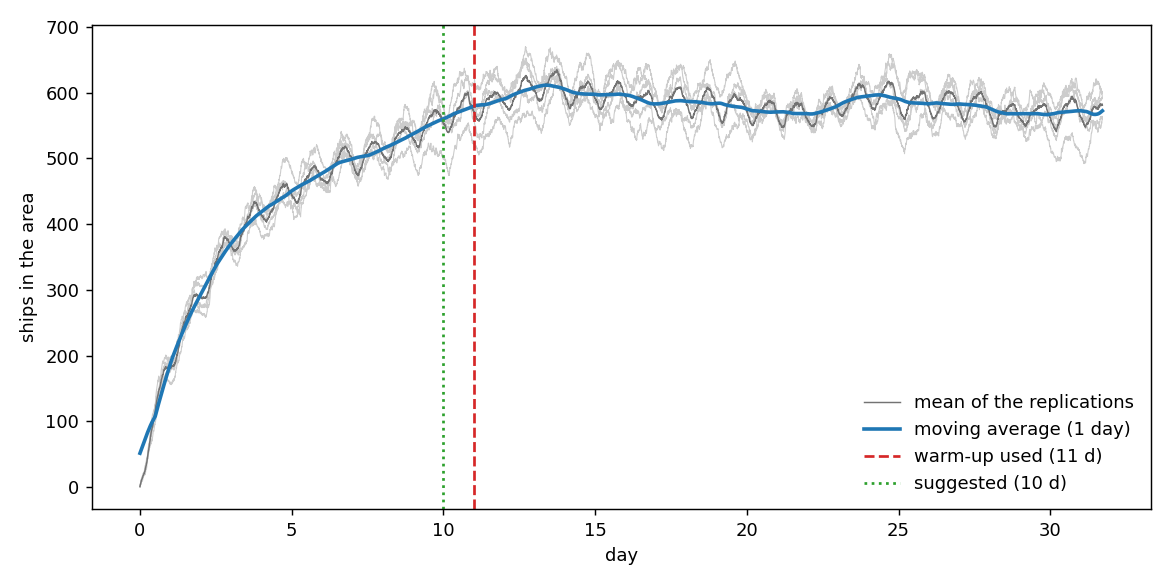 700
600
500
400
300
200
100
0
ships in the area
mean of the replications
moving average (1 day)
warm-up used (11 d)
suggested (10 d)
0 5 10 15 20 25 30
day